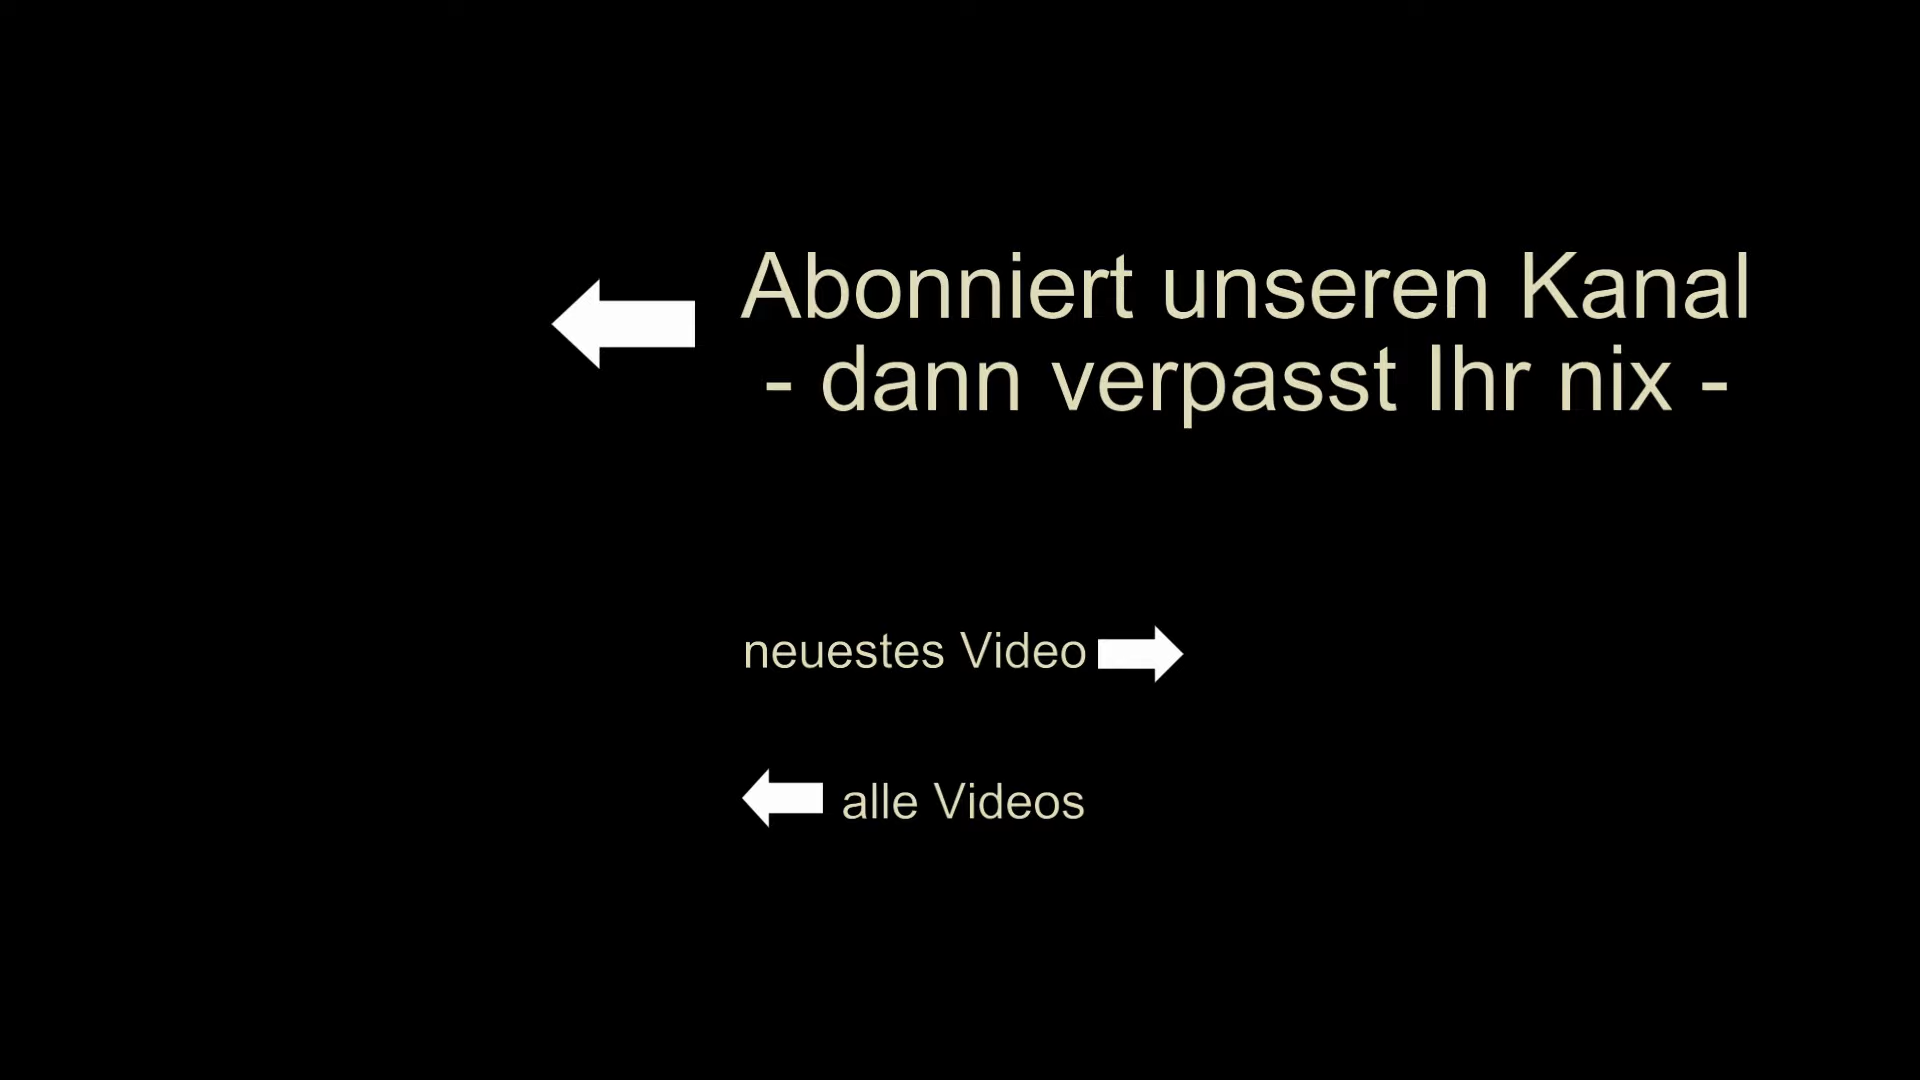 Abonniert unseren Kanal
- dann verpasst Ihr nix -
neuestes Video
alle Videos